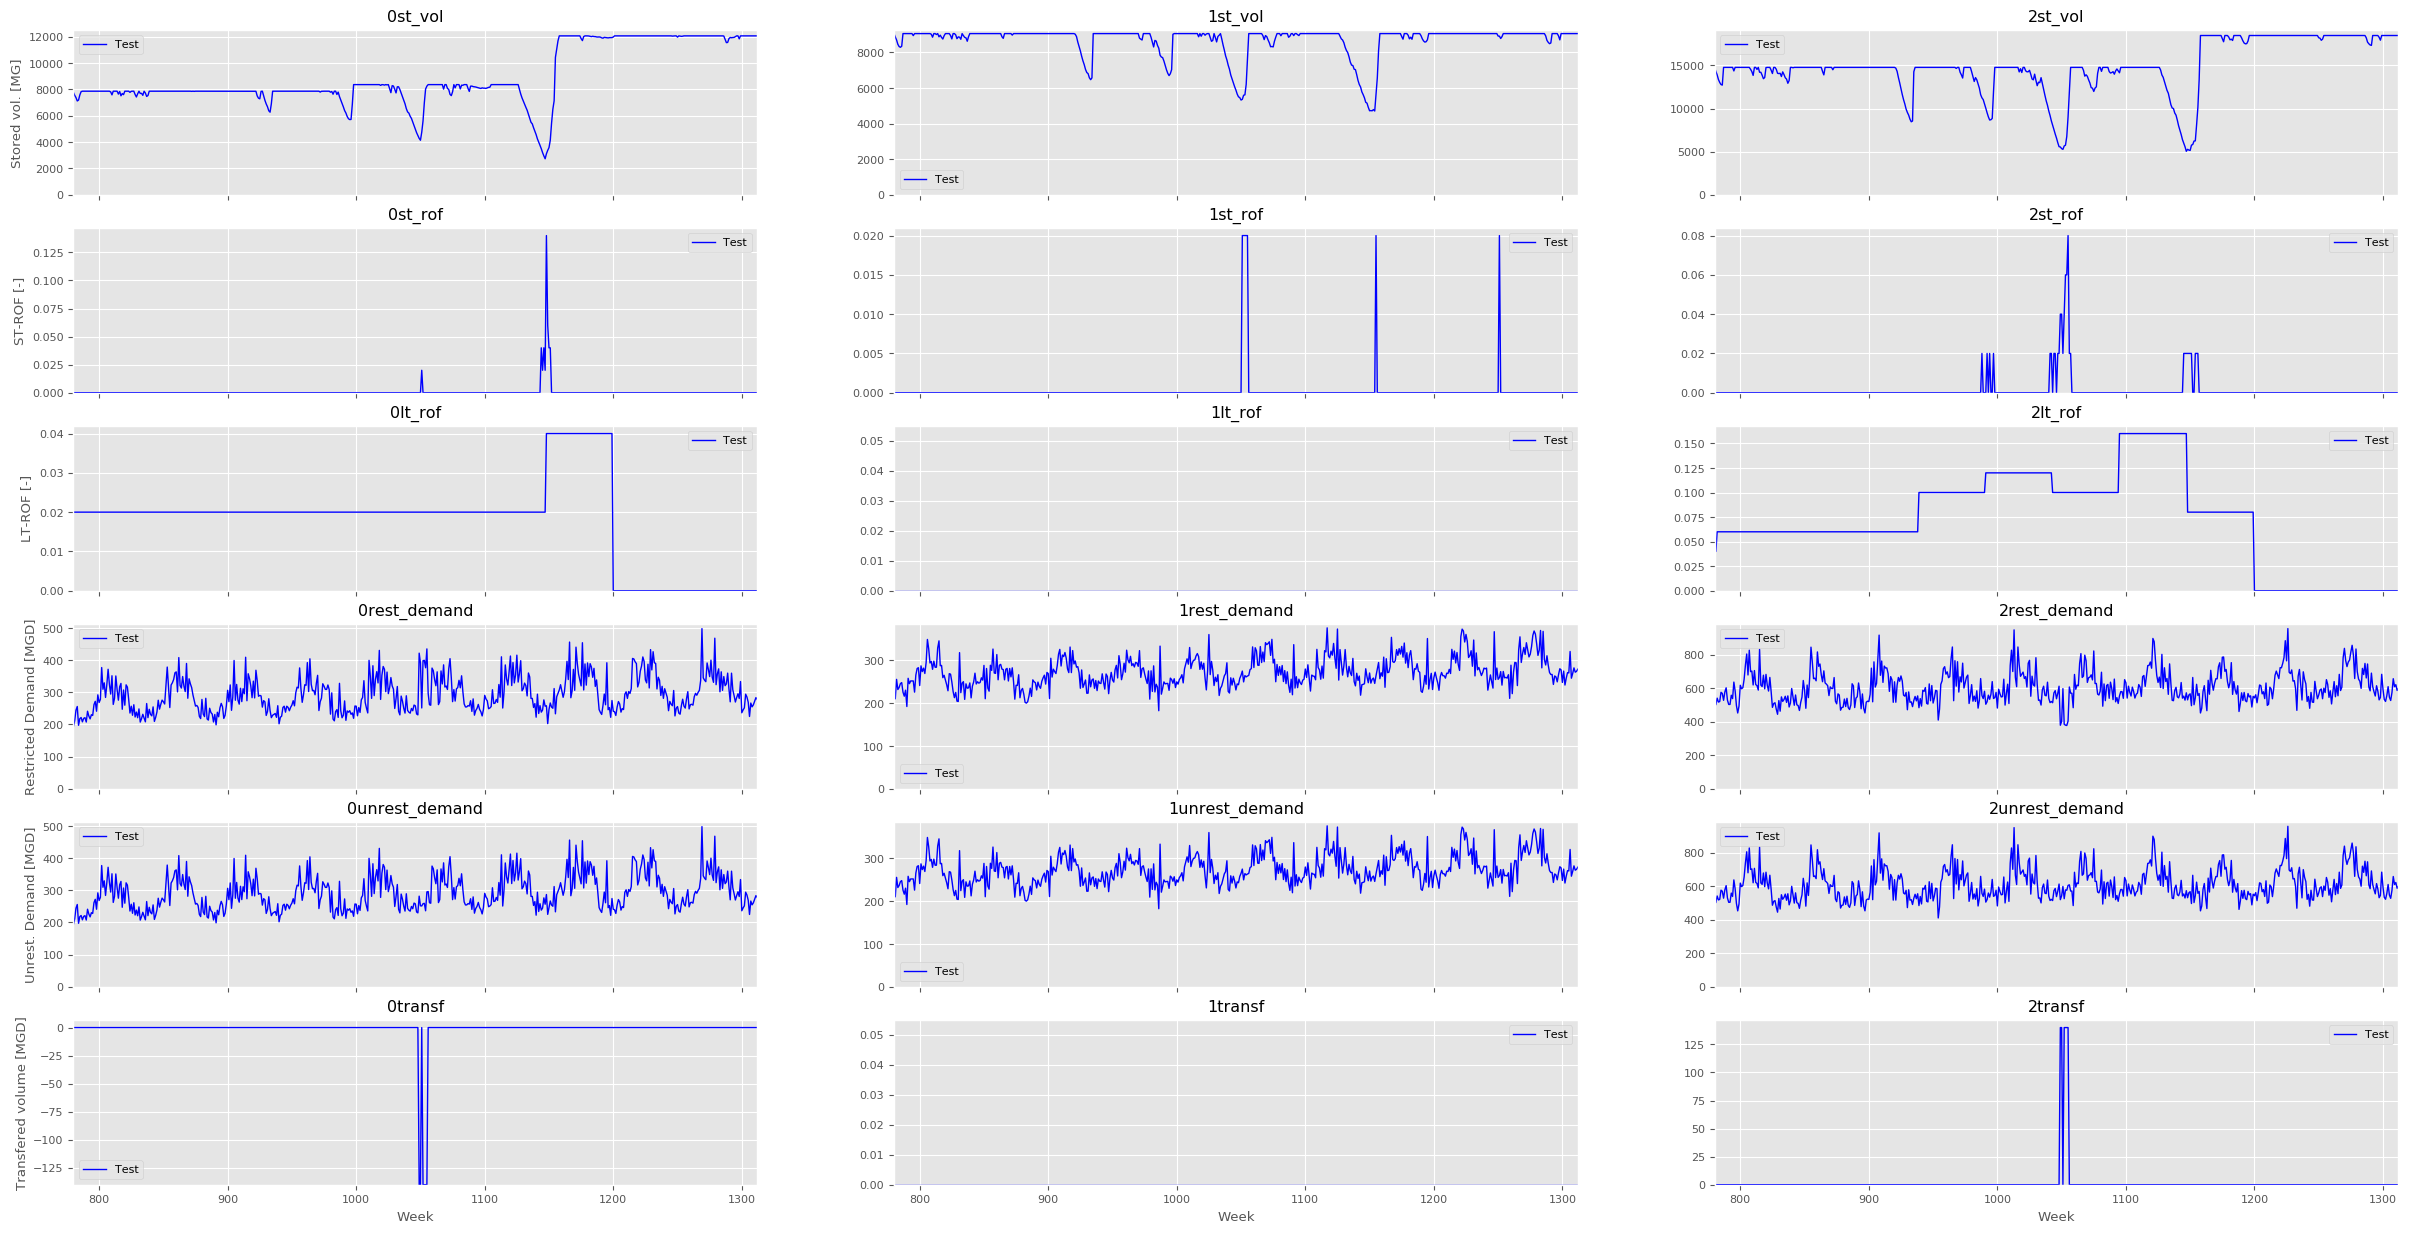 0st_vol
Stored vol. [MG]
12000
10000
8000
6000
4000
2000
0
Test
1st_vol
8000
6000
4000
2000
0
Test
2st_vol
15000
10000
5000
0
Test
0st_rof
ST-ROF [-]
0.125
0.100
0.075
0.050
0.025
0.000
Test
1st_rof
0.020
0.015
0.010
0.005
0.000
Test
2st_rof
0.08
0.06
0.04
0.02
0.00
Test
0lt_rof
LT-ROF [-]
0.04
0.03
0.02
0.01
0.00
Test
1lt_rof
0.05
0.04
0.03
0.02
0.01
0.00
Test
2lt_rof
0.150
0.125
0.100
0.075
0.050
0.025
0.000
Test
0rest_demand
Restricted Demand [MGD]
500
400
300
200
100
0
Test
1rest_demand
300
200
100
0
Test
2rest_demand
800
600
400
200
0
Test
0unrest_demand
Unrest. Demand [MGD]
500
400
300
200
100
0
Test
1unrest_demand
300
200
100
0
Test
2unrest_demand
800
600
400
200
0
Test
0transf
Transfered volume [MGD]
0
−25
−50
−75
−100
−125
Test
800 900 1000 1100 1200 1300
Week
1transf
0.05
0.04
0.03
0.02
0.01
0.00
Test
800 900 1000 1100 1200 1300
Week
2transf
125
100
75
50
25
0
Test
800 900 1000 1100 1200 1300
Week